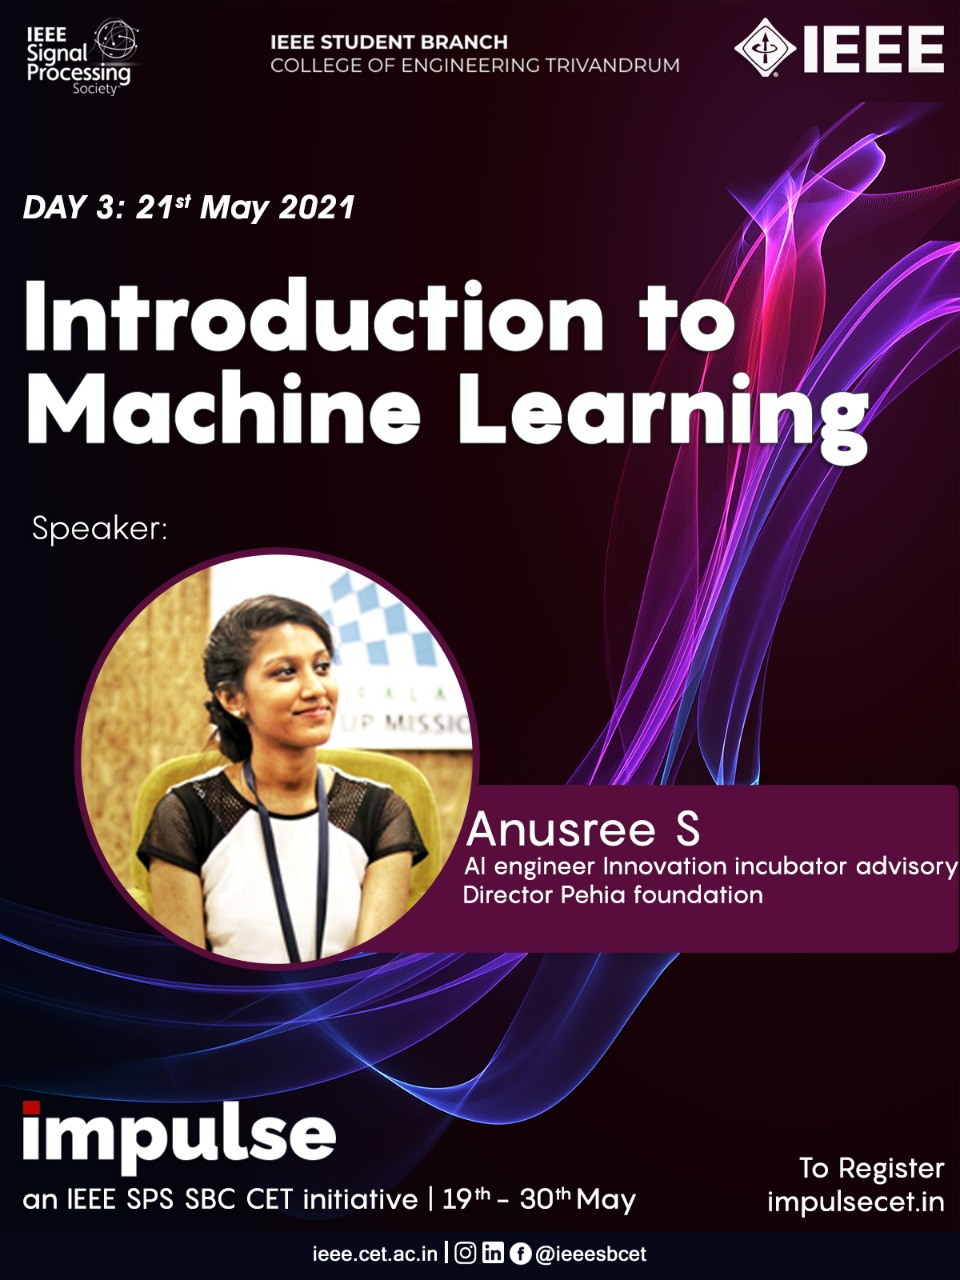 IEEE
Signal
Processing
Society
IEEE STUDENT BRANCH
COLLEGE OF ENGINEERING TRIVANDRUM
IEEE
DAY 3: 21st May 2021
Introduction to
Machine Learning
Speaker:
ALA
UP MISSIO
Anusree S
AI engineer Innovation incubator advisory
Director Pehia foundation
impulse
an IEEE SPS SBC CET initiative | 19th - 30th May
To Register
impulsecet.in
ieee.cet.ac.in | @ieeesbcet